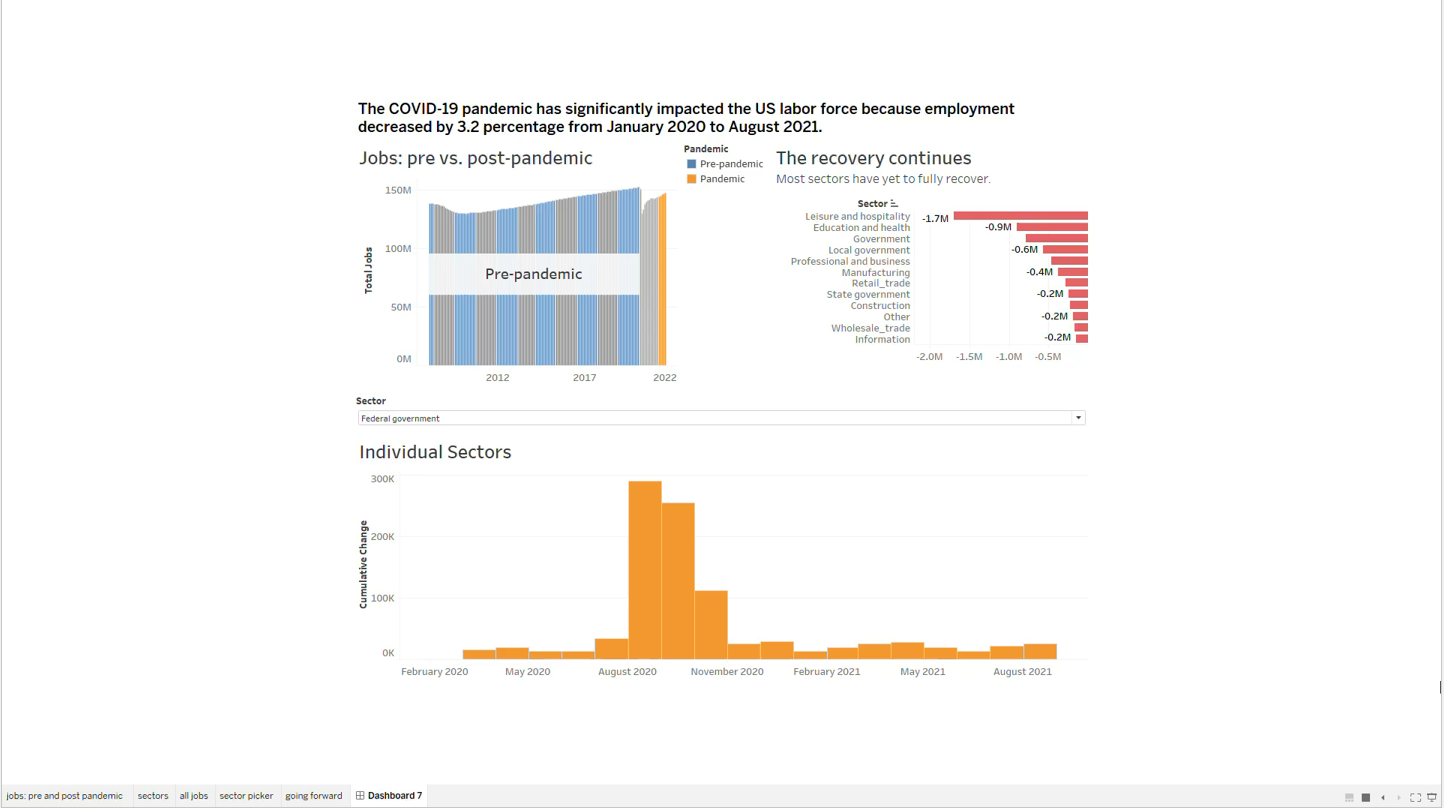 The COVID-19 pandemic has significantly impacted the US labor force because employment
decreased by 3.2 percentage from January 2020 to August 2021.
Jobs: pre vs. post-pandemic
Pandemic
Pre-pandemic
Pandemic
150M
100M
50M
0M
Total Jobs
Pre-pandemic
2012 2017 2022
The recovery continues
Most sectors have yet to fully recover.
Sector
Leisure and hospitality -1.7M
Education and health -0.9M
Government
Local government -0.6M
Professional and business
Manufacturing -0.4M
Retail_trade
State government -0.2M
Construction
Other -0.2M
Wholesale_trade
Information -0.2M
-2.0M -1.5M -1.0M -0.5M
Sector
Federal government
Individual Sectors
300K
200K
100K
0K
Cumulative Change
February 2020 May 2020 August 2020 November 2020 February 2021 May 2021 August 2021
jobs: pre and post pandemic sectors all jobs sector picker going forward Dashboard 7